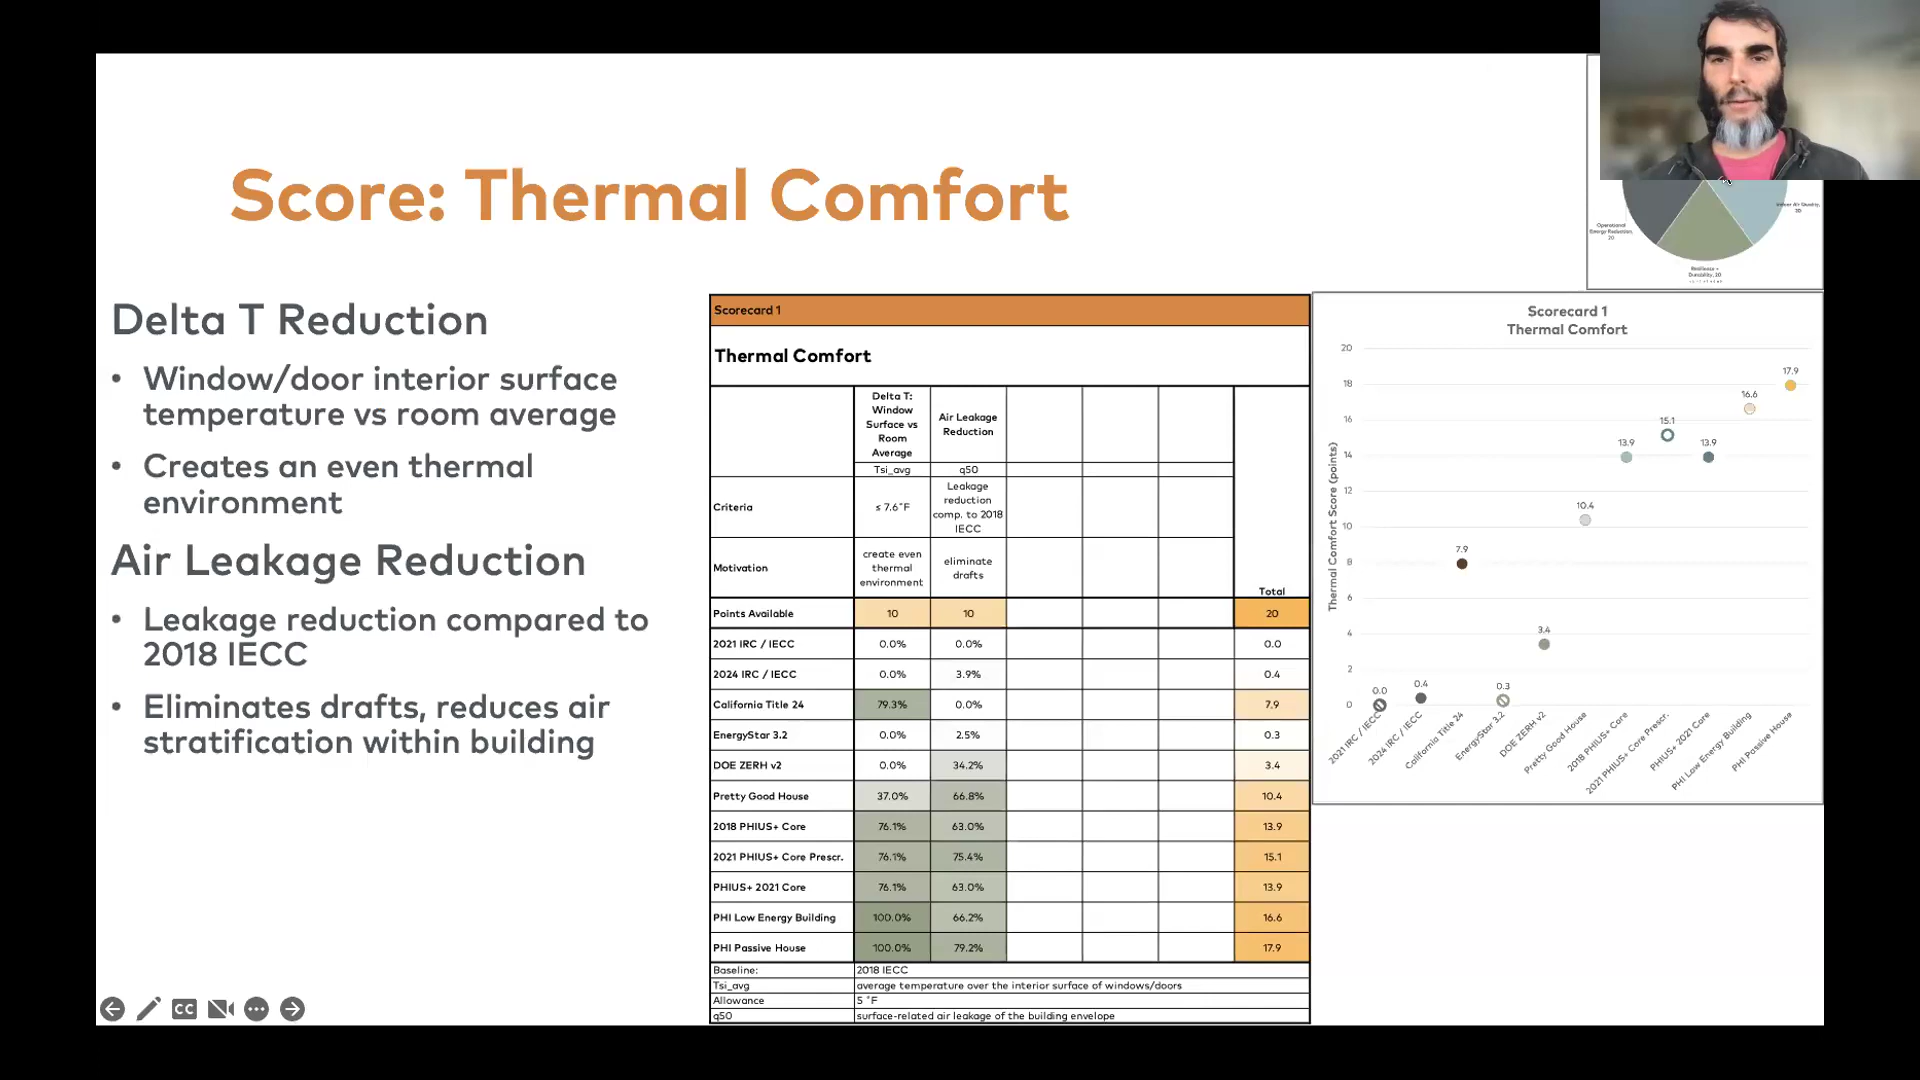 Score: Thermal Comfort
Delta T Reduction
• Window/door interior surface
temperature vs room average
• Creates an even thermal
environment
Air Leakage Reduction
• Leakage reduction compared to
2018 IECC
• Eliminates drafts, reduces air
stratification within building
CC
Scorecard 1
Thermal Comfort
Delta T:
Window
Surface vs
Room
Average
Air Leakage
Reduction
Tsi_avg q50
Criteria
≤ 7.6°F
Leakage
reduction
comp. to 2018
IECC
Motivation
create even
thermal
environment
eliminate
drafts
Total
Points Available 10 10 20
2021 IRC / IECC 0.0% 0.0% 0.0
2024 IRC / IECC 0.0% 3.9% 0.4
California Title 24 79.3% 0.0% 7.9
EnergyStar 3.2 0.0% 2.5% 0.3
DOE ZERH v2 0.0% 34.2% 3.4
Pretty Good House 37.0% 66.8% 10.4
2018 PHIUS+ Core 76.1% 63.0% 13.9
2021 PHIUS+ Core Prescr. 76.1% 75.4% 15.1
PHIUS+ 2021 Core 76.1% 63.0% 13.9
PHI Low Energy Building 100.0% 66.2% 16.6
PHI Passive House 100.0% 79.2% 17.9
Baseline: 2018 IECC
Tsi_avg average temperature over the interior surface of windows/doors
Allowance 5 °F
q50 surface-related air leakage of the building envelope
Indoor Air Quality,
20
Operational
Energy Reduction,
20
Resilience +
Durability, 20
Scorecard 1
Thermal Comfort
Thermal Comfort Score (points)
20
18
16
14
12
10
8
6
4
2
0
0.0
0.4
7.9
0.3
3.4
10.4
13.9
15.1
13.9
16.6
17.9
2021 IRC / IECC
2024 IRC / IECC
California Title 24
EnergyStar 3.2
DOE ZERH v2
Pretty Good House
2018 PHIUS+ Core
2021 PHIUS+ Core Prescr.
PHIUS+ 2021 Core
PHI Low Energy Building
PHI Passive House